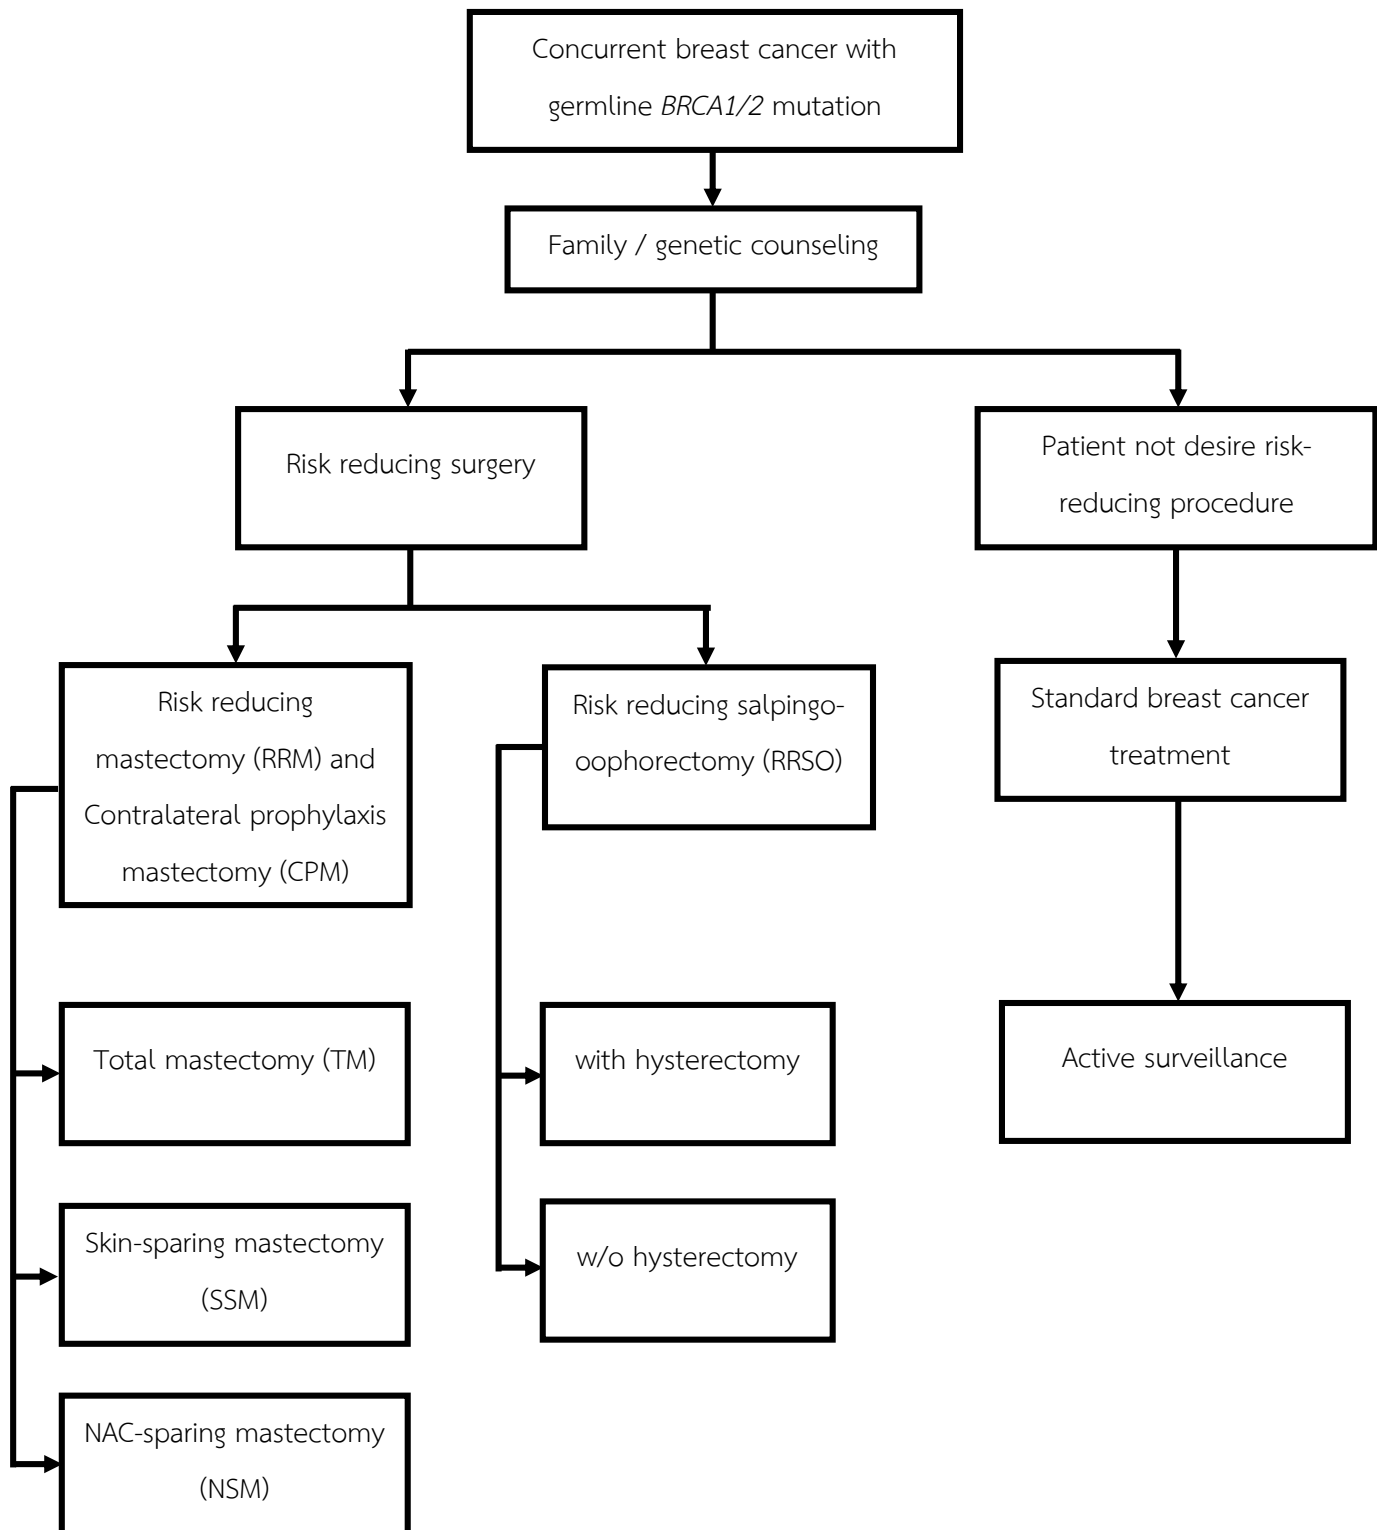 Concurrent breast cancer with
germline BRCA1/2 mutation
Family / genetic counseling
Risk reducing surgery
Patient not desire risk-
reducing procedure
Risk reducing
mastectomy (RRM) and
Contralateral prophylaxis
mastectomy (CPM)
Risk reducing salpingo-
oophorectomy (RRSO)
Standard breast cancer
treatment
Total mastectomy (TM)
with hysterectomy
Active surveillance
Skin-sparing mastectomy
(SSM)
w/o hysterectomy
NAC-sparing mastectomy
(NSM)